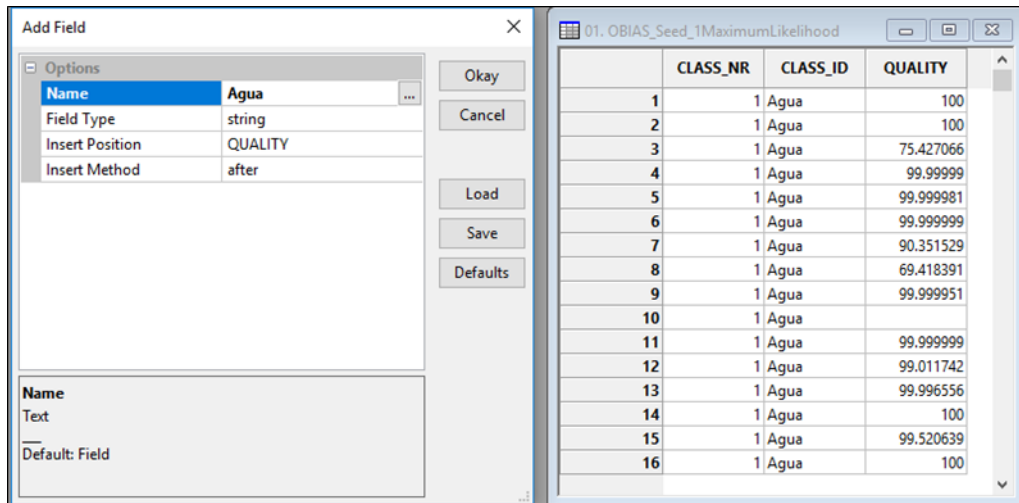 Add Field
Options
Name Agua ...
Field Type string
Insert Position QUALITY
Insert Method after
Okay
Cancel
Load
Save
Defaults
Name
Text
__
Default: Field
01. OBIAS_Seed_1MaximumLikelihood
CLASS_NR CLASS_ID QUALITY
1 1 Agua 100
2 1 Agua 100
3 1 Agua 75.427066
4 1 Agua 99.99999
5 1 Agua 99.999981
6 1 Agua 99.999999
7 1 Agua 90.351529
8 1 Agua 69.418391
9 1 Agua 99.999951
10 1 Agua
11 1 Agua 99.999999
12 1 Agua 99.011742
13 1 Agua 99.996556
14 1 Agua 100
15 1 Agua 99.520639
16 1 Agua 100